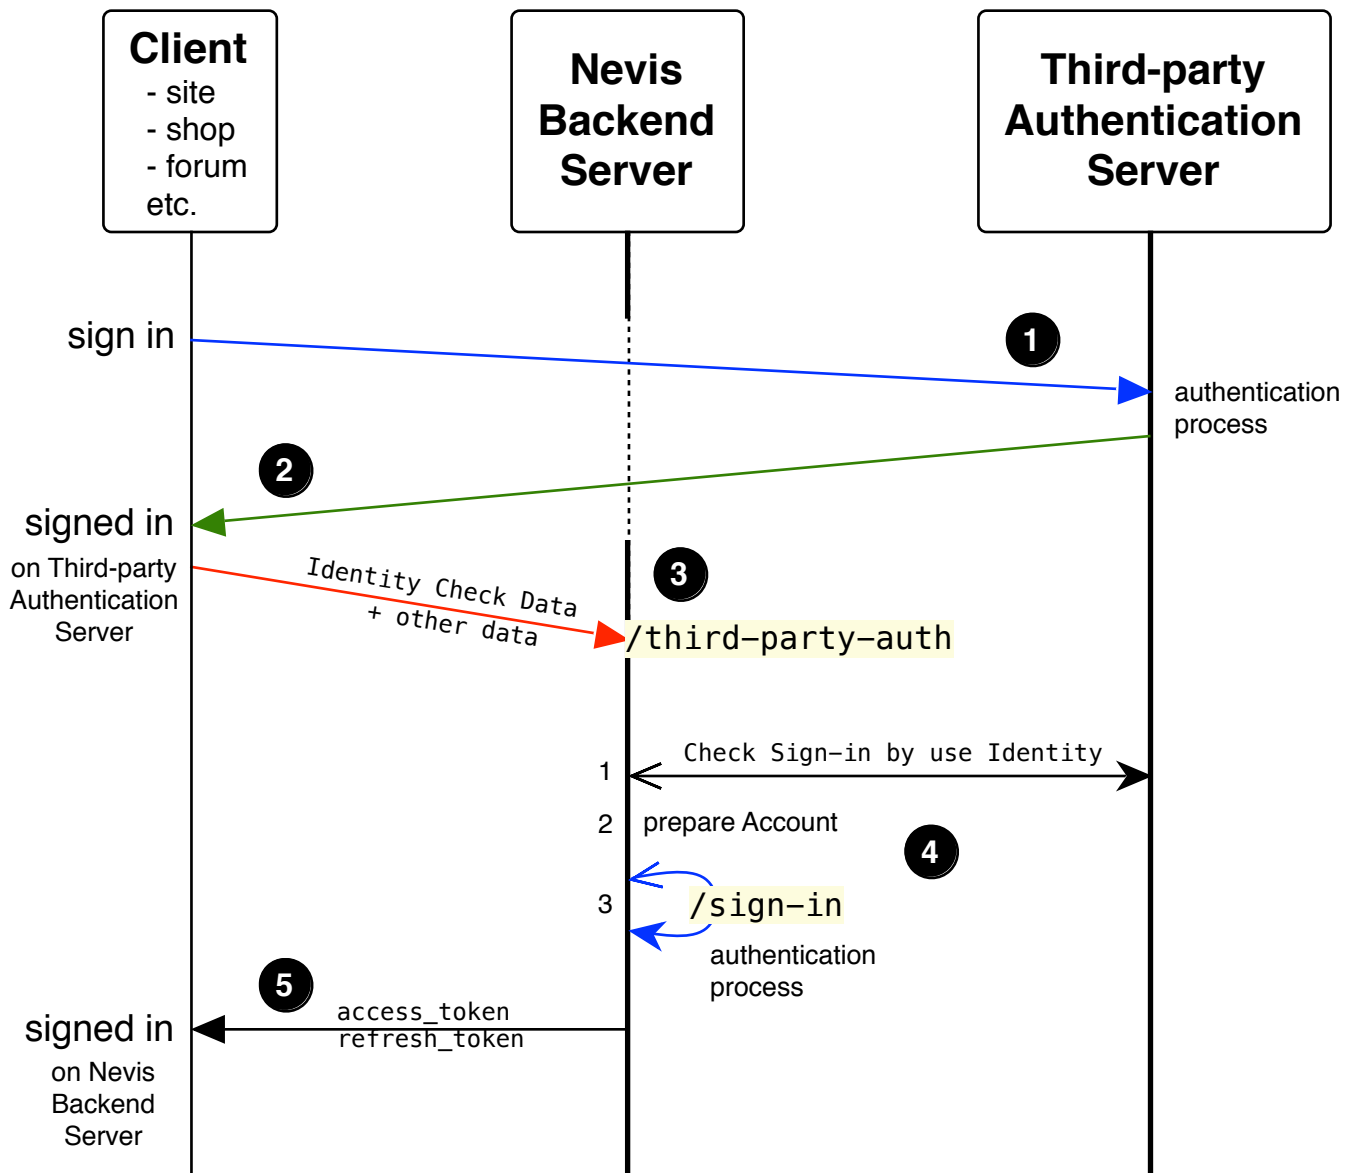 Client
- site
- shop
- forum
etc.
Nevis
Backend
Server
Third-party
Authentication
Server
sign in
1
authentication
process
2
signed in
on Third-party
Authentication
Server
Identity Check Data
+ other data
3
/third-party-auth
1
Check Sign-in by use Identity
2
prepare Account
4
3
/sign-in
authentication
process
5
access_token
refresh_token
signed in
on Nevis
Backend
Server